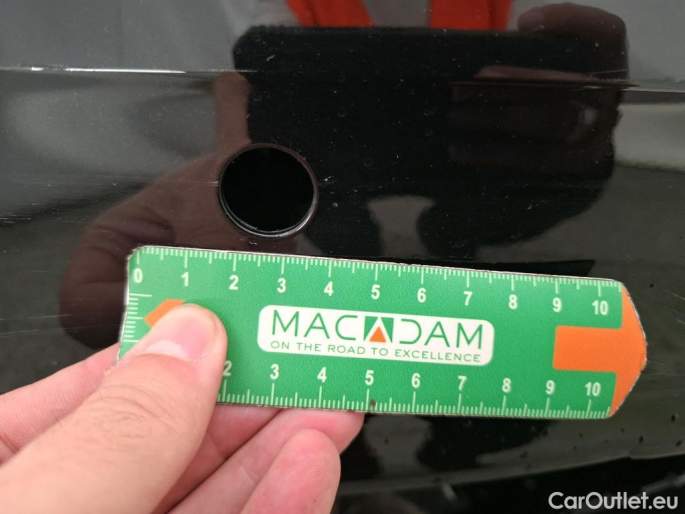 0 1 2 3 4 5 6 7 8 9 10
MACADAM
ON THE ROAD TO EXCELLENCE
2 3 4 5 6 7 8 9 10
CarOutlet.eu